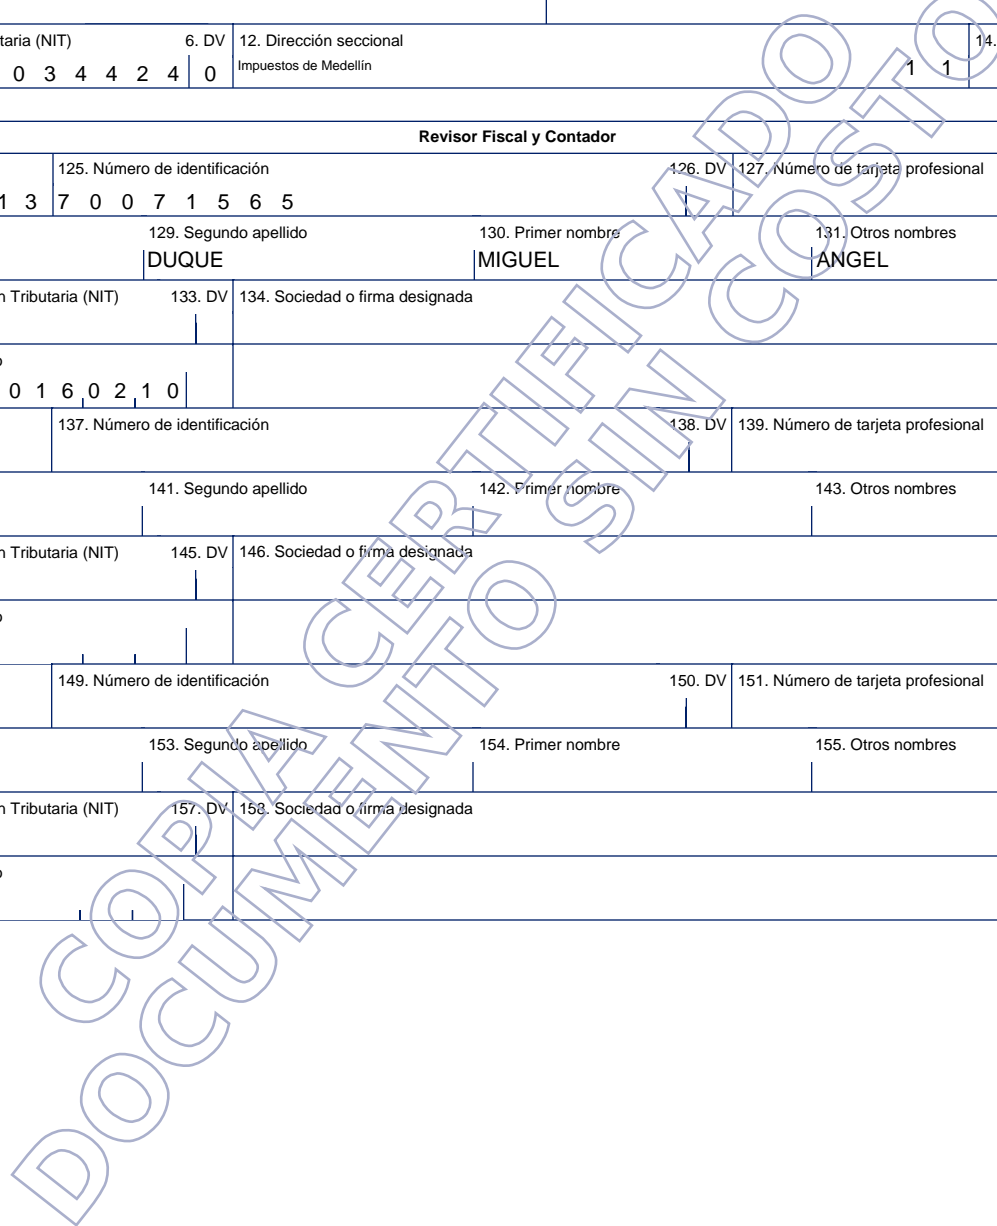 taria (NIT) 6. DV 12. Dirección seccional 14.
0 3 4 4 2 4 0 Impuestos de Medellín 1 1
Revisor Fiscal y Contador
125. Número de identificación 126. DV 127. Número de tarjeta profesional
1 3 7 0 0 7 1 5 6 5
129. Segundo apellido 130. Primer nombre 131. Otros nombres
DUQUE MIGUEL ANGEL
n Tributaria (NIT) 133. DV 134. Sociedad o firma designada
o
0 1 6 0 2 1 0
137. Número de identificación 138. DV 139. Número de tarjeta profesional
141. Segundo apellido 142. Primer nombre 143. Otros nombres
n Tributaria (NIT) 145. DV 146. Sociedad o firma designada
o
149. Número de identificación 150. DV 151. Número de tarjeta profesional
153. Segundo apellido 154. Primer nombre 155. Otros nombres
n Tributaria (NIT) 157. DV 158. Sociedad o firma designada
o
COPIA CERTIFICADO
DOCUMENTO SIN COSTO